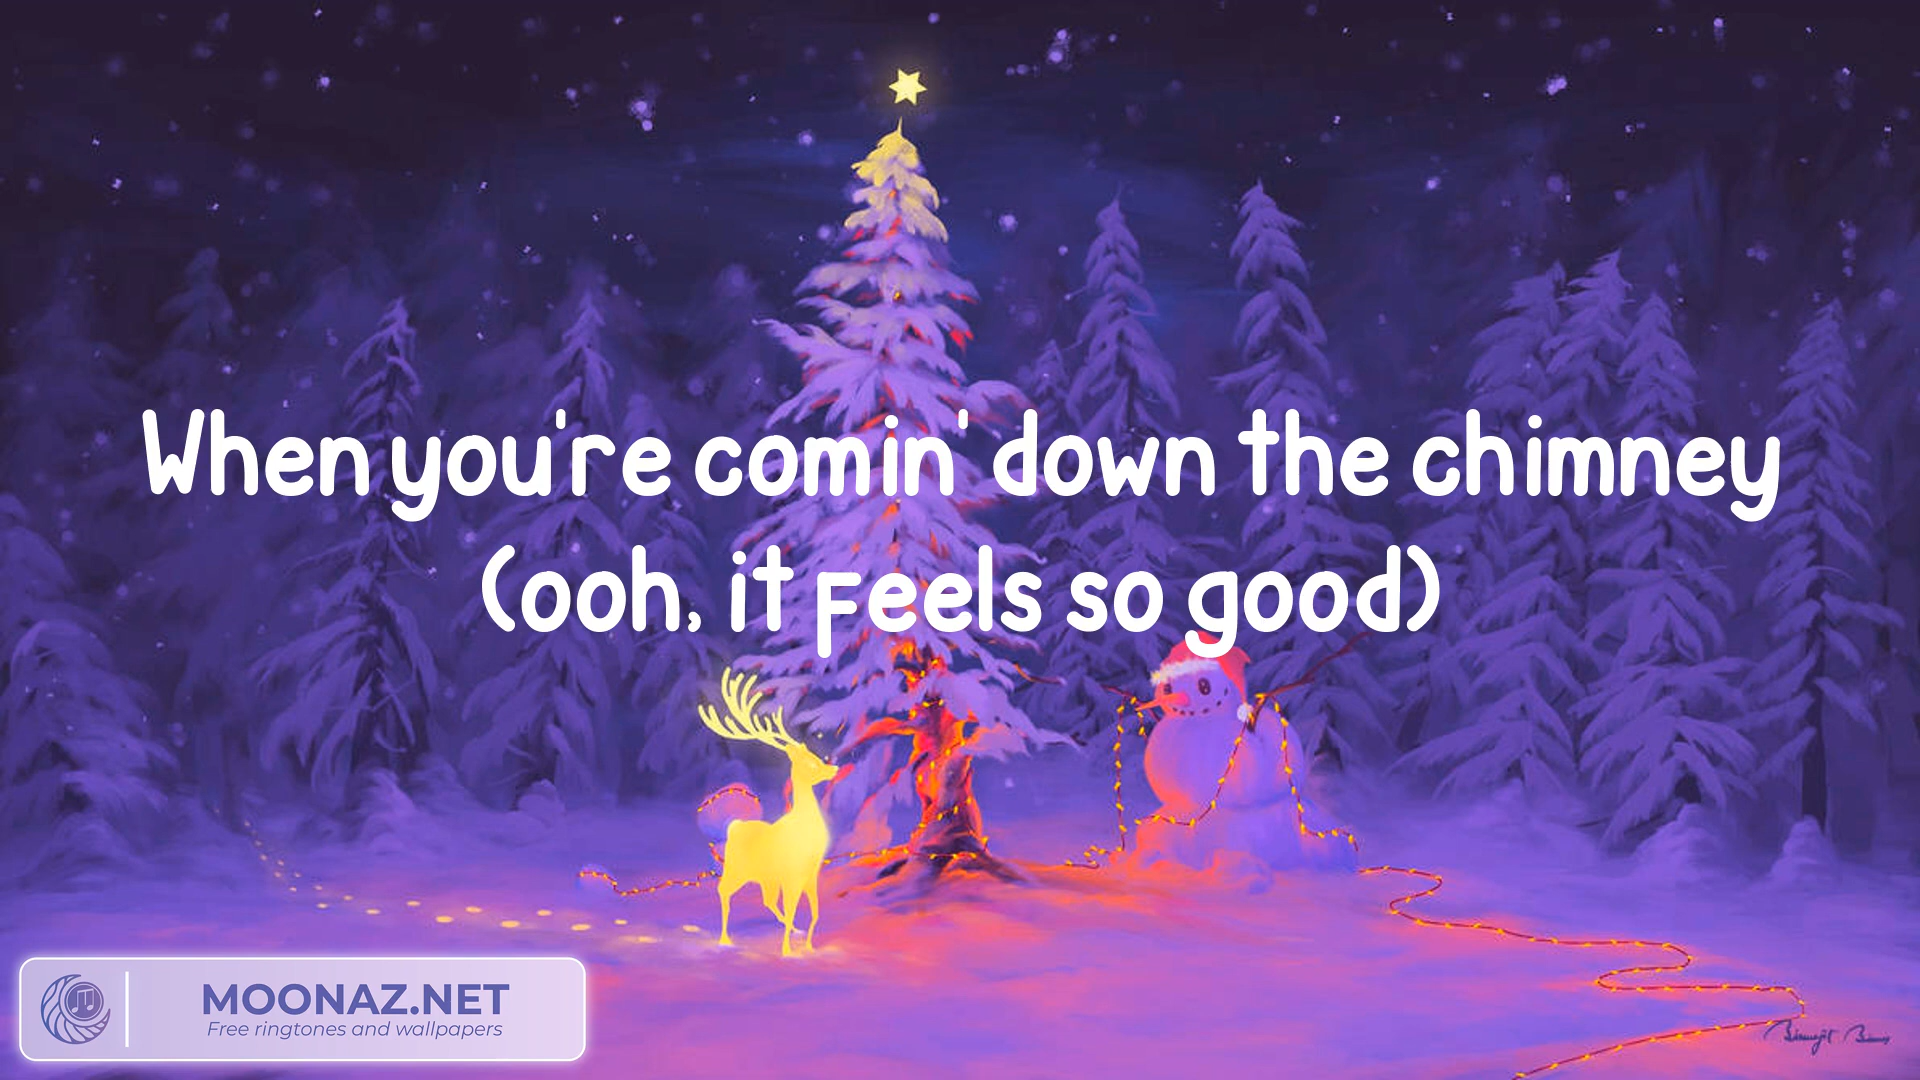 When you're comin' down the chimney
(ooh, it feels so good)
MOONAZ.NET
Free ringtones and wallpapers